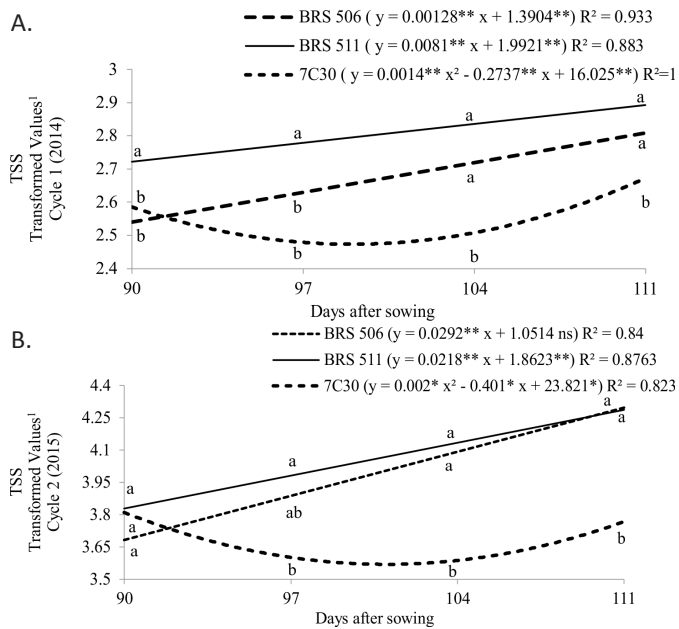 A.
BRS 506 ( y = 0.00128** x + 1.3904**) R² = 0.933
BRS 511 ( y = 0.0081** x + 1.9921**) R² = 0.883
7C30 ( y = 0.0014** x² - 0.2737** x + 16.025**) R²=1
TSS
Transformed Values¹
Cycle 1 (2014)
3
2.9
2.8
2.7
2.6
2.5
2.4
a a a a
b b a a
b b b b
90 97 104 111
Days after sowing
B.
BRS 506 (y = 0.0292** x + 1.0514 ns) R² = 0.84
BRS 511 (y = 0.0218** x + 1.8623**) R² = 0.8763
7C30 (y = 0.002* x² - 0.401* x + 23.821*) R² = 0.823
TSS
Transformed Values¹
Cycle 2 (2015)
4.4
4.25
4.1
3.95
3.8
3.65
3.5
a a a a
a ab a a
a b b b
90 97 104 111
Days after sowing